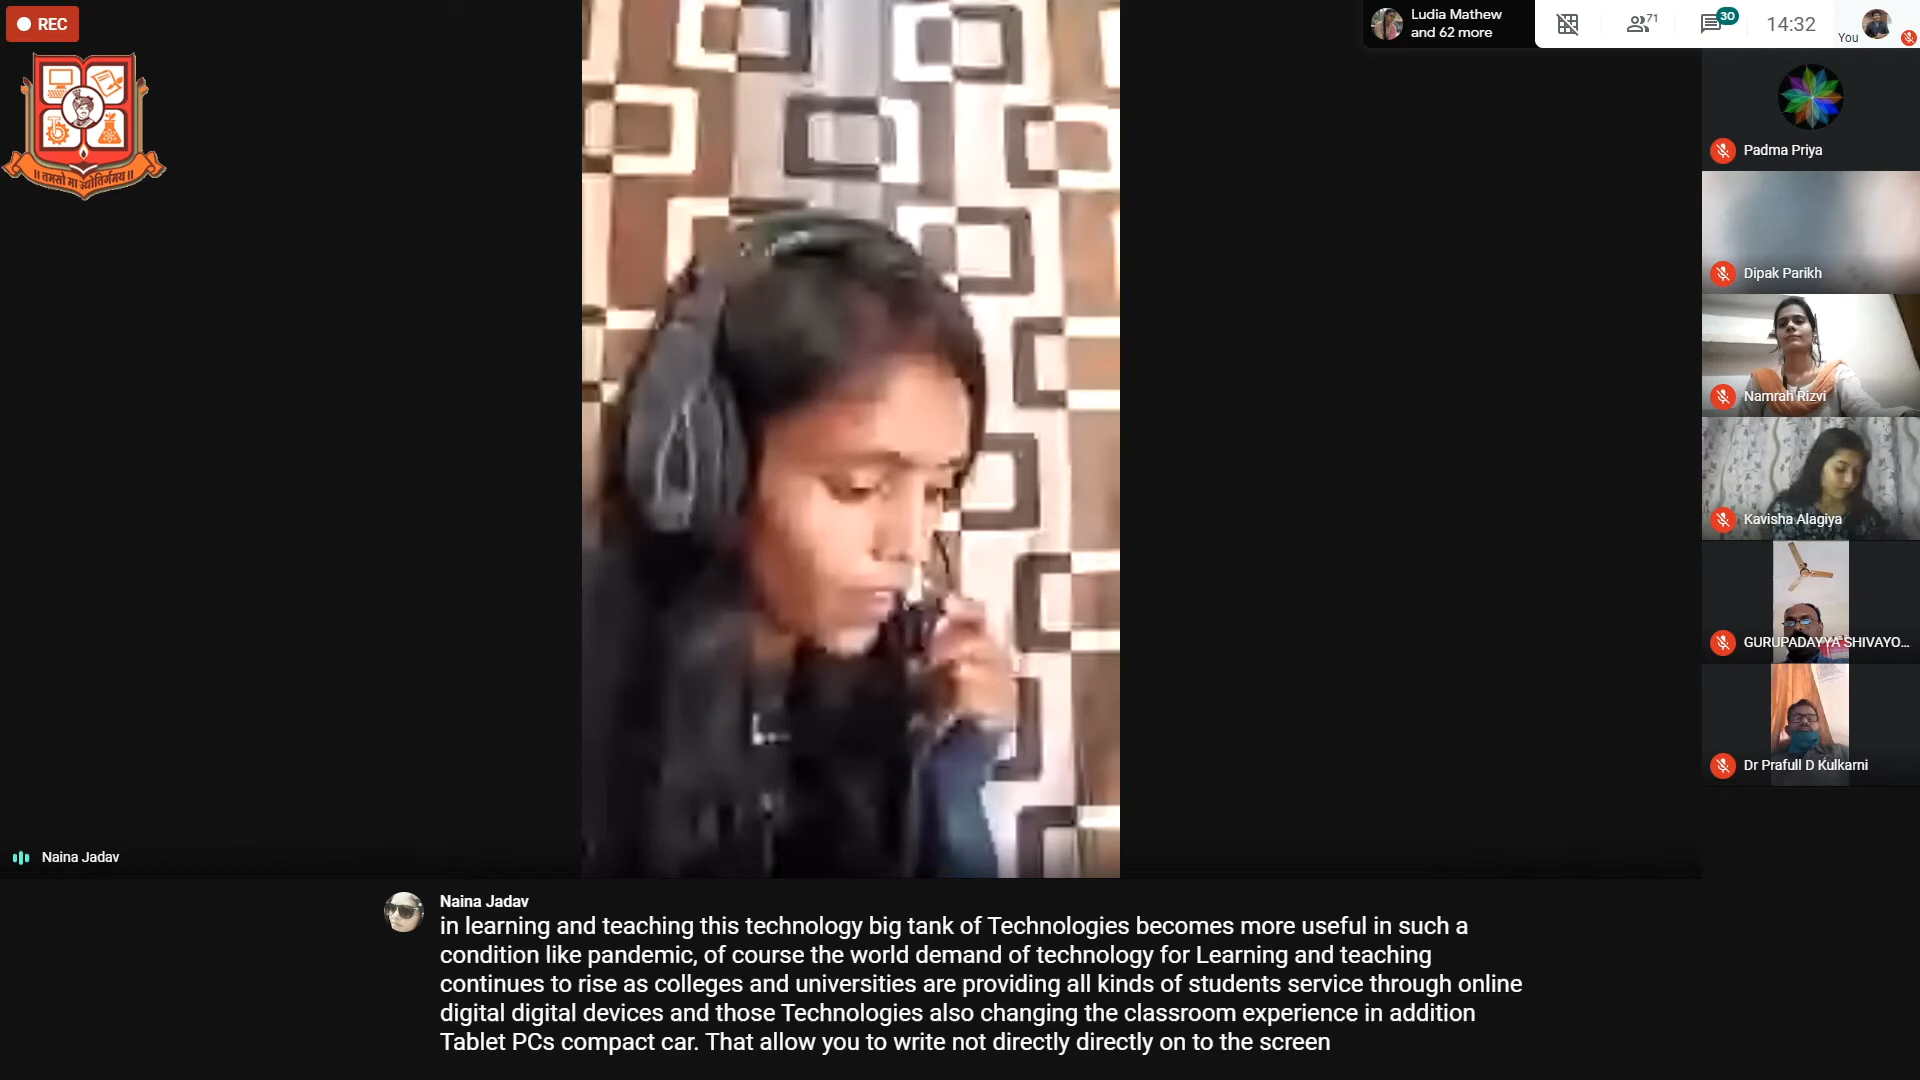 REC
Ludia Mathew
and 62 more
71
30
14:32
You
|| तमसो मा ज्योतिर्गमय ||
Padma Priya
Dipak Parikh
Namrah Rizvi
Kavisha Alagiya
GURUPADAYYA SHIVAYO...
Dr Prafull D Kulkarni
Naina Jadav
Naina Jadav
in learning and teaching this technology big tank of Technologies becomes more useful in such a
condition like pandemic, of course the world demand of technology for Learning and teaching
continues to rise as colleges and universities are providing all kinds of students service through online
digital digital devices and those Technologies also changing the classroom experience in addition
Tablet PCs compact car. That allow you to write not directly directly on to the screen